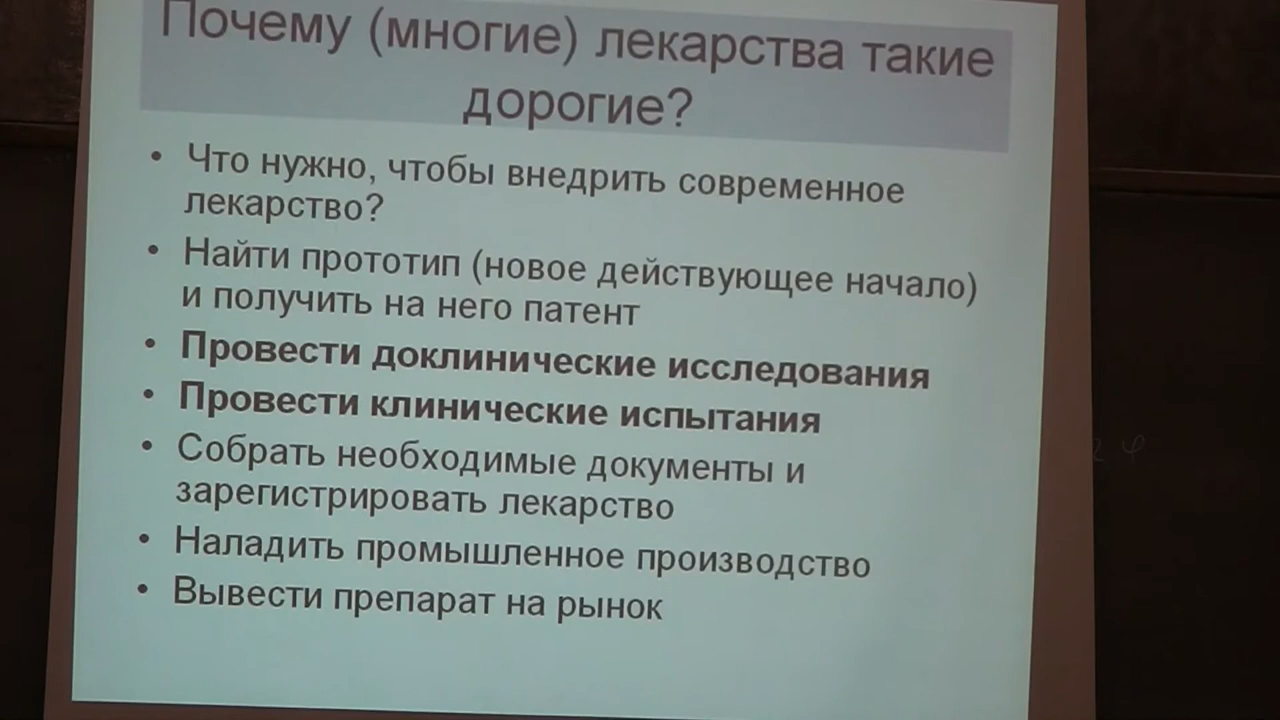 Почему (многие) лекарства такие
дорогие?
• Что нужно, чтобы внедрить современное
лекарство?
• Найти прототип (новое действующее начало)
и получить на него патент
• Провести доклинические исследования
• Провести клинические испытания
• Собрать необходимые документы и
зарегистрировать лекарство
• Наладить промышленное производство
• Вывести препарат на рынок